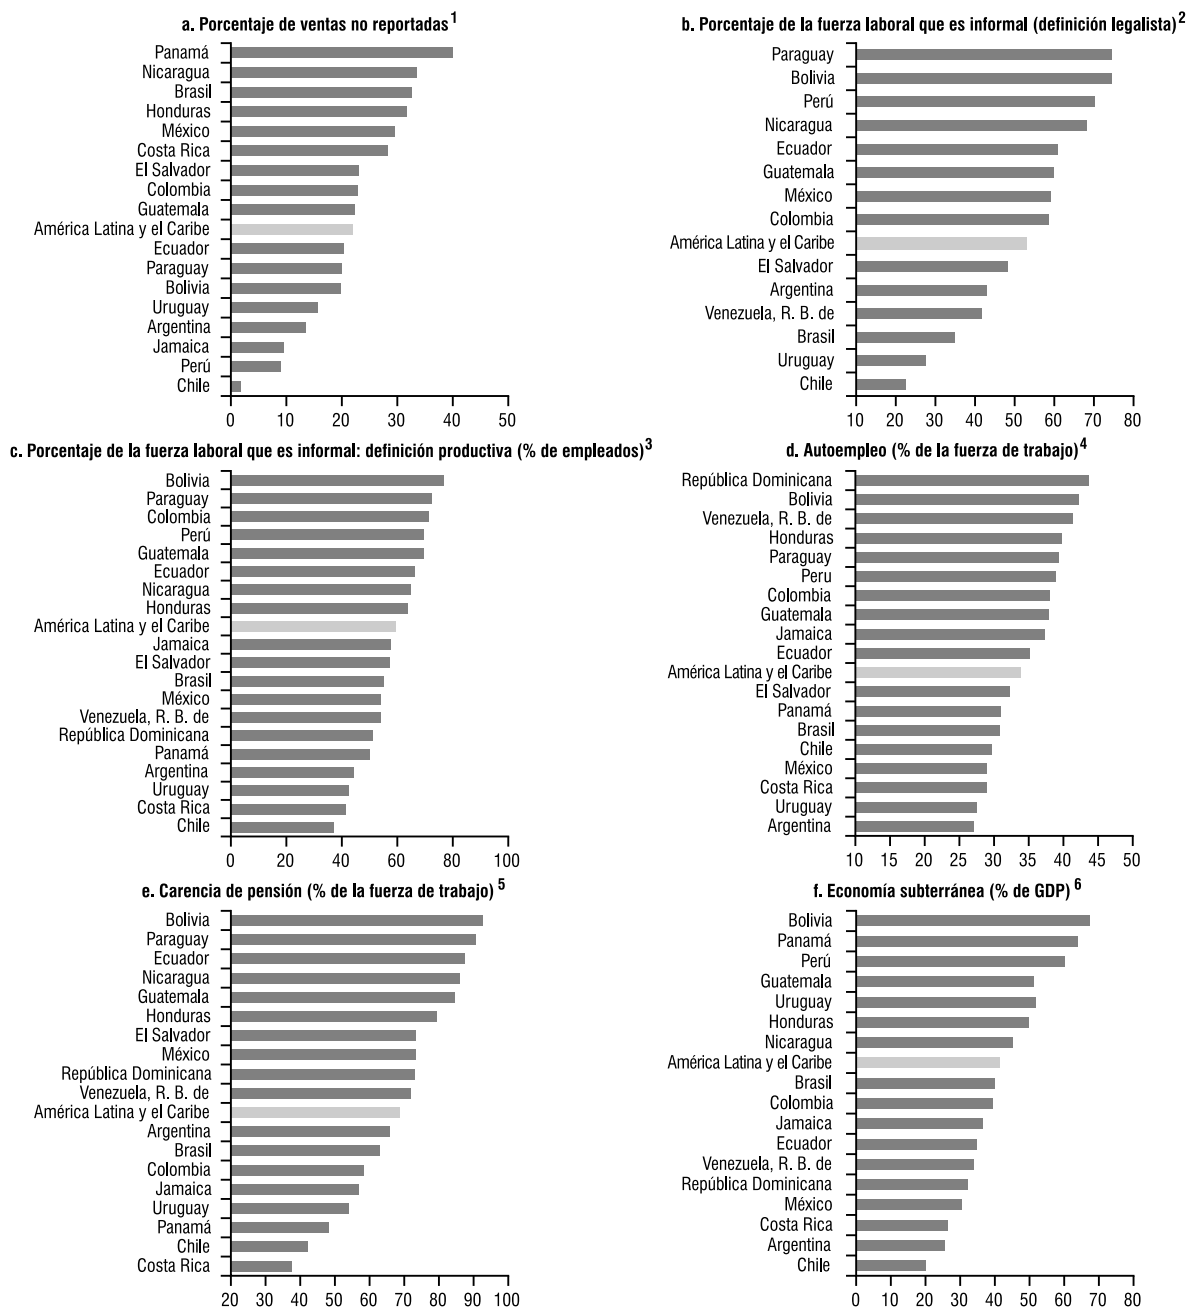 a. Porcentaje de ventas no reportadas 1
Panamá
Nicaragua
Brasil
Honduras
México
Costa Rica
El Salvador
Colombia
Guatemala
América Latina y el Caribe
Ecuador
Paraguay
Bolivia
Uruguay
Argentina
Jamaica
Perú
Chile
0 10 20 30 40 50
b. Porcentaje de la fuerza laboral que es informal (definición legalista) 2
Paraguay
Bolivia
Perú
Nicaragua
Ecuador
Guatemala
México
Colombia
América Latina y el Caribe
El Salvador
Argentina
Venezuela, R. B. de
Brasil
Uruguay
Chile
10 20 30 40 50 60 70 80
c. Porcentaje de la fuerza laboral que es informal: definición productiva (% de empleados) 3
Bolivia
Paraguay
Colombia
Perú
Guatemala
Ecuador
Nicaragua
Honduras
América Latina y el Caribe
Jamaica
El Salvador
Brasil
México
Venezuela, R. B. de
República Dominicana
Panamá
Argentina
Uruguay
Costa Rica
Chile
0 20 40 60 80 100
d. Autoempleo (% de la fuerza de trabajo) 4
República Dominicana
Bolivia
Venezuela, R. B. de
Honduras
Paraguay
Peru
Colombia
Guatemala
Jamaica
Ecuador
América Latina y el Caribe
El Salvador
Panamá
Brasil
Chile
México
Costa Rica
Uruguay
Argentina
10 15 20 25 30 35 40 45 50
e. Carencia de pensión (% de la fuerza de trabajo) 5
Bolivia
Paraguay
Ecuador
Nicaragua
Guatemala
Honduras
El Salvador
México
República Dominicana
Venezuela, R. B. de
América Latina y el Caribe
Argentina
Brasil
Colombia
Jamaica
Uruguay
Panamá
Chile
Costa Rica
20 30 40 50 60 70 80 90 100
f. Economía subterránea (% de GDP) 6
Bolivia
Panamá
Perú
Guatemala
Uruguay
Honduras
Nicaragua
América Latina y el Caribe
Brasil
Colombia
Jamaica
Ecuador
Venezuela, R. B. de
República Dominicana
México
Costa Rica
Argentina
Chile
0 10 20 30 40 50 60 70 80